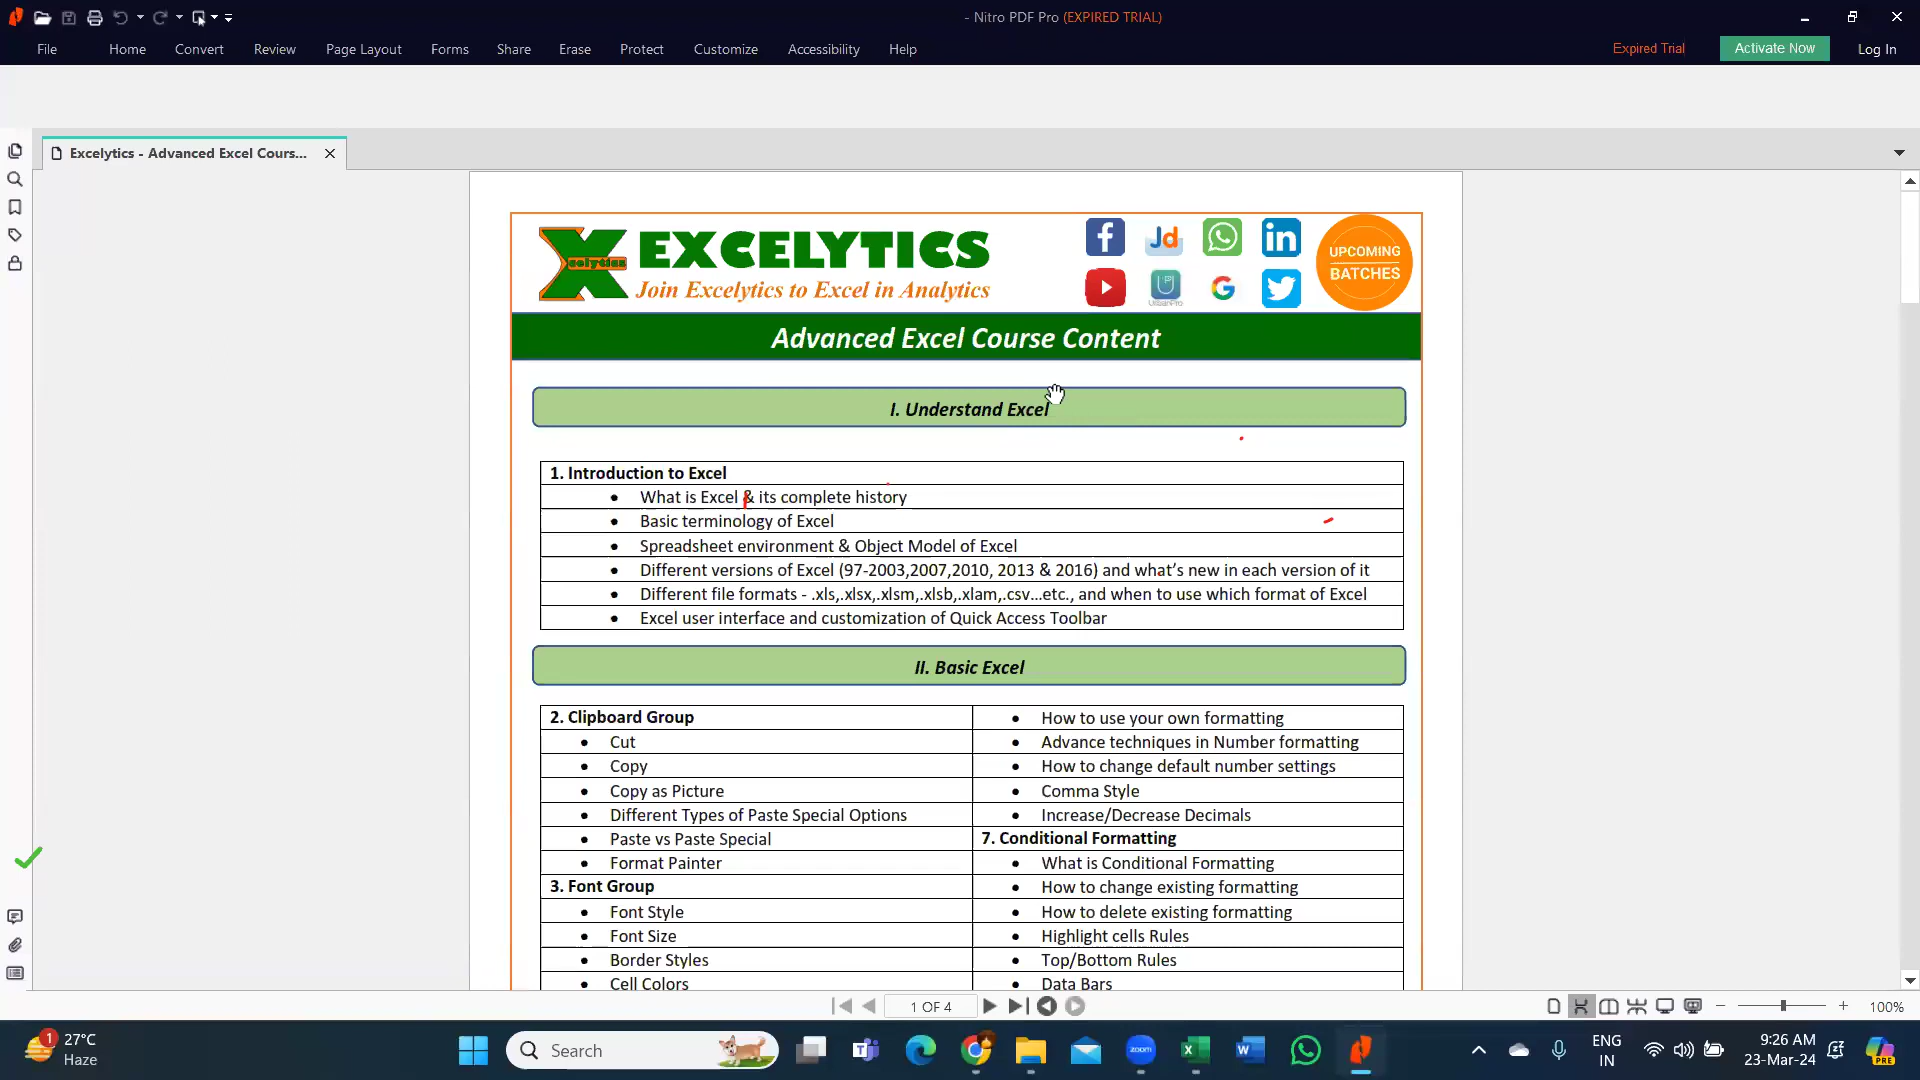 - Nitro PDF Pro (EXPIRED TRIAL)
File Home Convert Review Page Layout Forms Share Erase Protect Customize Accessibility Help Expired Trial Activate Now Log In
Excelytics - Advanced Excel Cours...
EXCELYTICS
celytics
Join Excelytics to Excel in Analytics
Jd
in
UrbanPro
UPCOMING
BATCHES
Advanced Excel Course Content
I. Understand Excel
1. Introduction to Excel
• What is Excel & its complete history
• Basic terminology of Excel
• Spreadsheet environment & Object Model of Excel
• Different versions of Excel (97-2003,2007,2010, 2013 & 2016) and what's new in each version of it
• Different file formats - .xls,.xlsx,.xlsm,.xlsb,.xlam,.csv...etc., and when to use which format of Excel
• Excel user interface and customization of Quick Access Toolbar
II. Basic Excel
2. Clipboard Group
• Cut
• Copy
• Copy as Picture
• Different Types of Paste Special Options
• Paste vs Paste Special
• Format Painter
3. Font Group
• Font Style
• Font Size
• Border Styles
• Cell Colors
• How to use your own formatting
• Advance techniques in Number formatting
• How to change default number settings
• Comma Style
• Increase/Decrease Decimals
7. Conditional Formatting
• What is Conditional Formatting
• How to change existing formatting
• How to delete existing formatting
• Highlight cells Rules
• Top/Bottom Rules
• Data Bars
1 OF 4
100%
1
27°C
Haze
Search
zoom
ENG
IN
9:26 AM
23-Mar-24
PRE